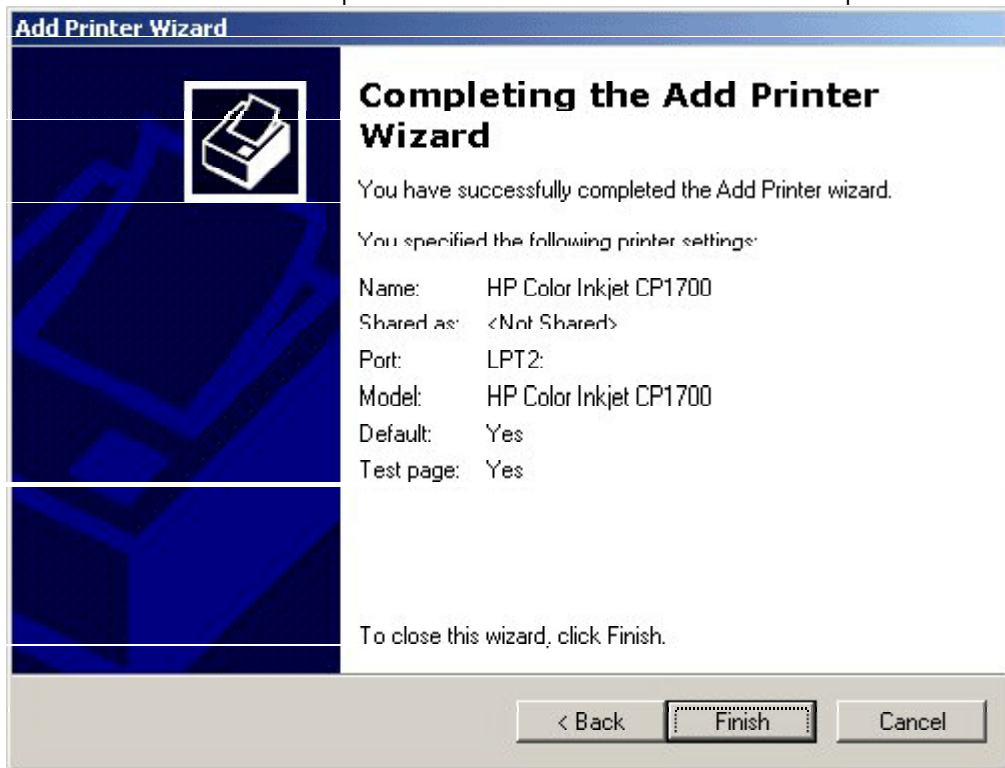 Add Printer Wizard
Completing the Add Printer
Wizard
You have successfully completed the Add Printer wizard.
You specified the following printer settings:
Name: HP Color Inkjet CP1700
Shared as: <Not Shared>
Port: LPT2:
Model: HP Color Inkjet CP1700
Default: Yes
Test page: Yes
To close this wizard, click Finish.
< Back Finish Cancel